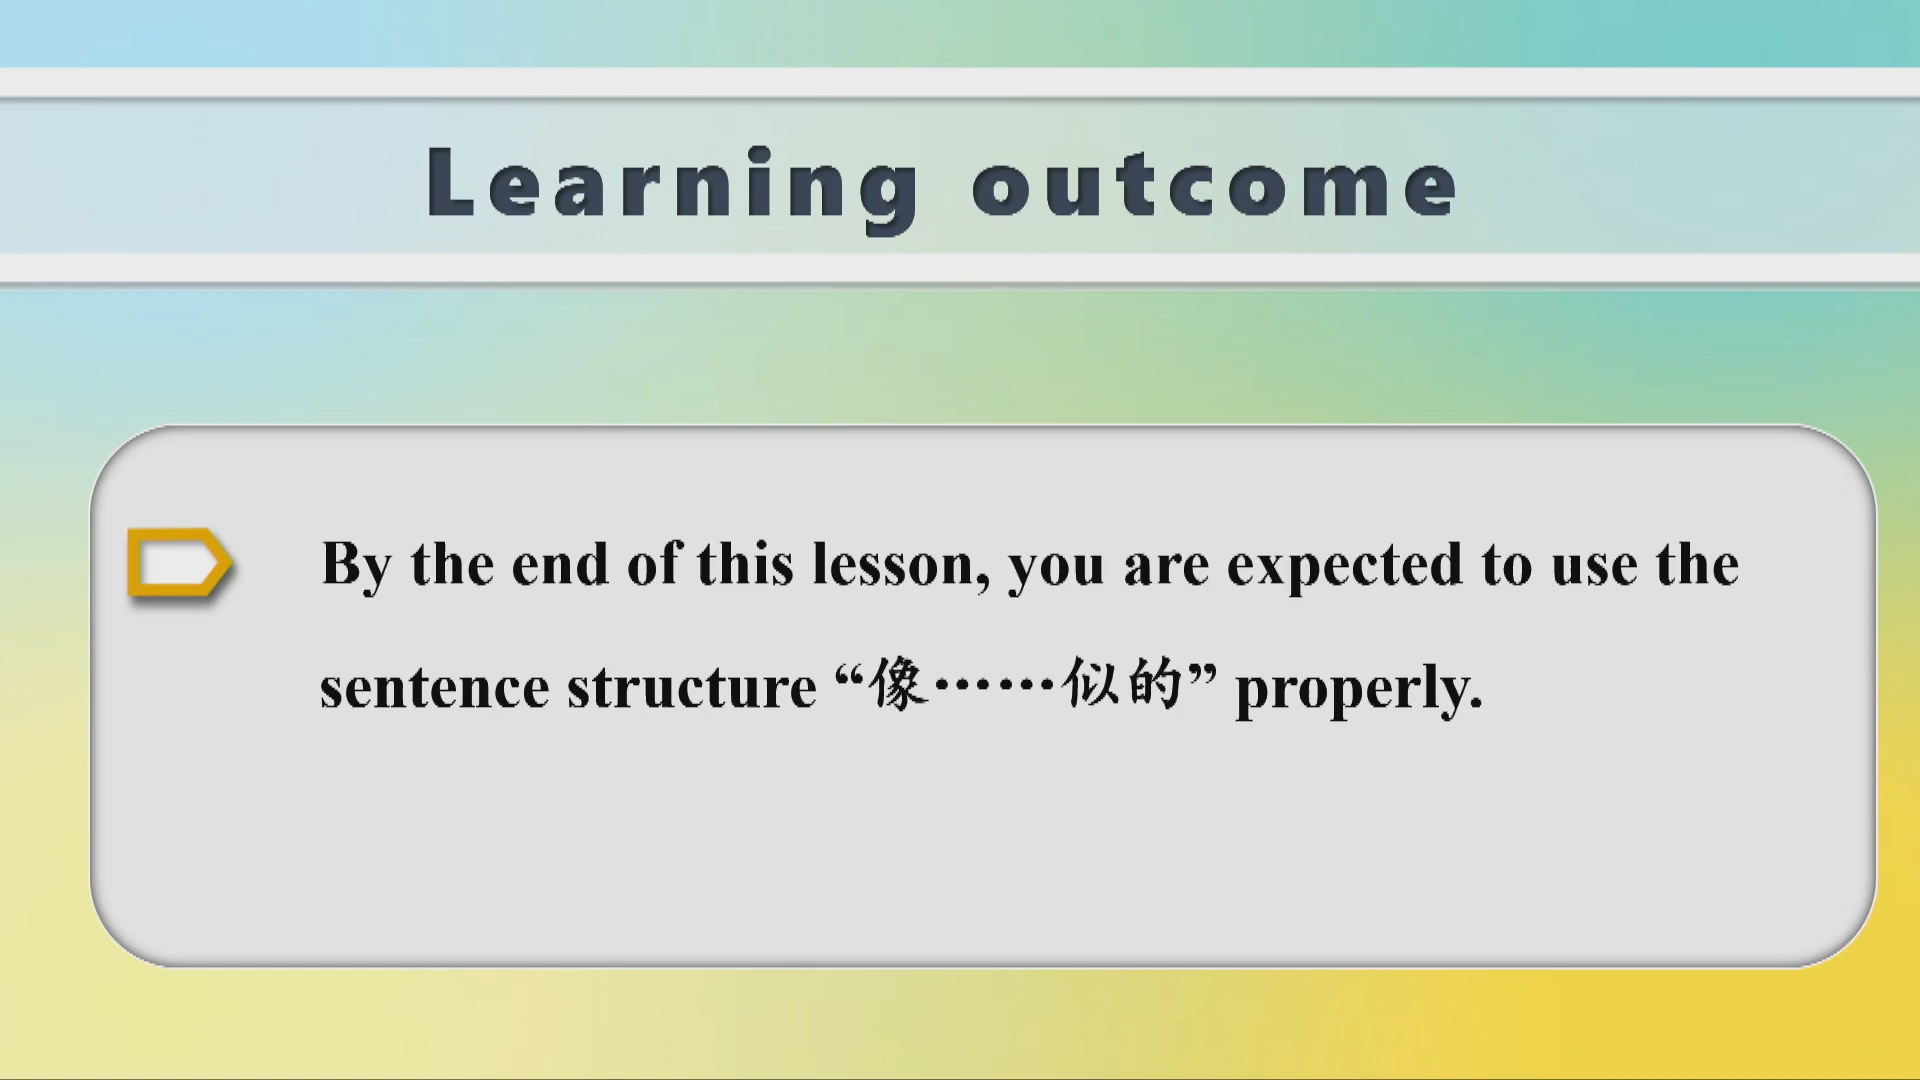 Learning outcome
By the end of this lesson, you are expected to use the
sentence structure “像……似的” properly.